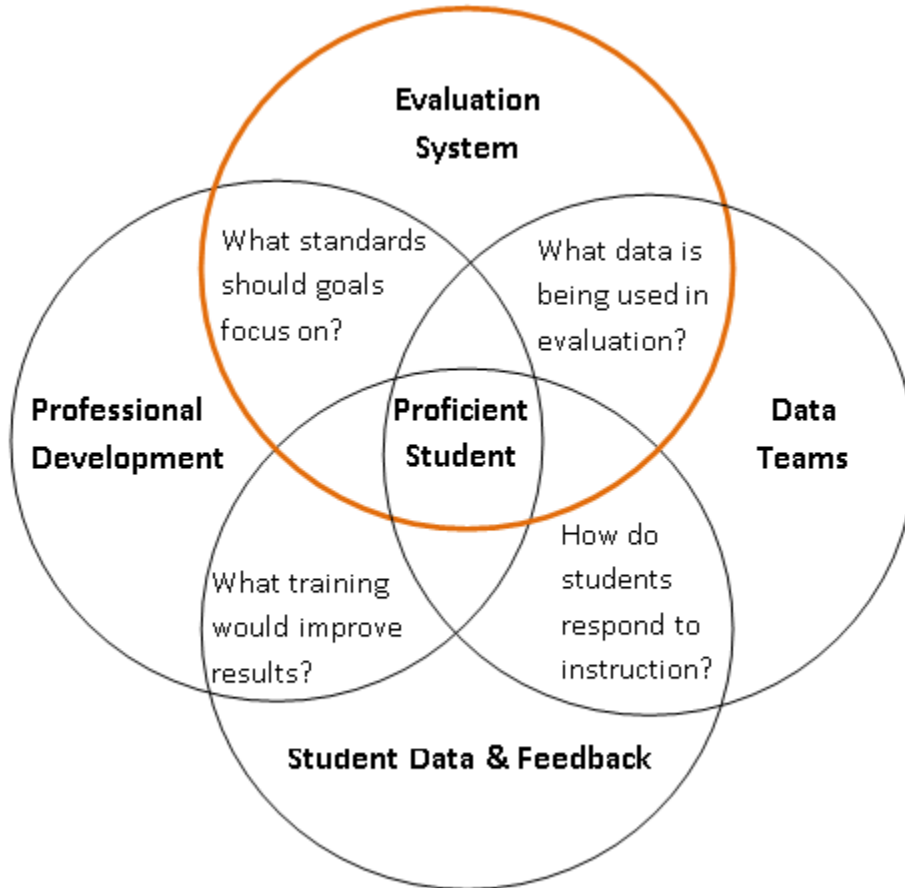 Evaluation
System
What standards
should goals
focus on?
What data is
being used in
evaluation?
Professional
Development
Proficient
Student
Data
Teams
What training
would improve
results?
How do
students
respond to
instruction?
Student Data & Feedback